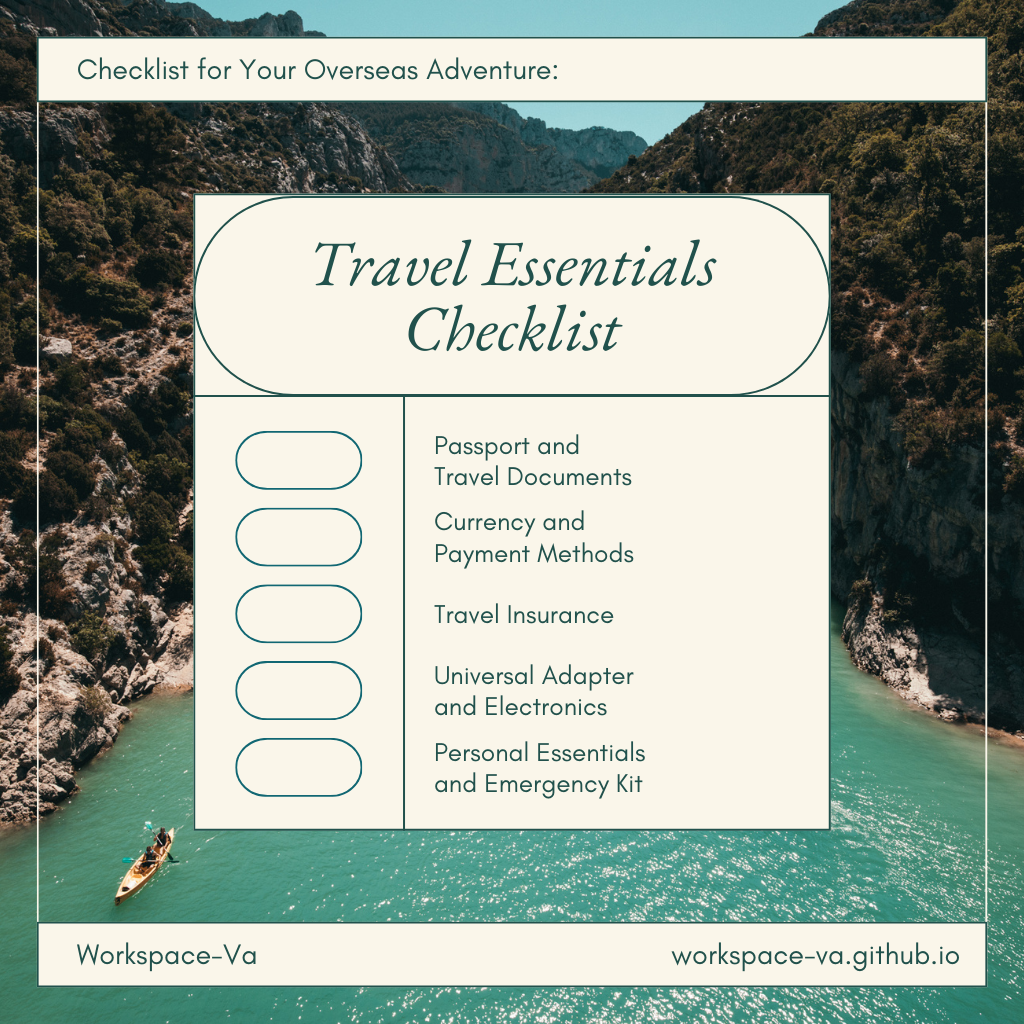 Checklist for Your Overseas Adventure:
Travel Essentials
Checklist
Passport and
Travel Documents
Currency and
Payment Methods
Travel Insurance
Universal Adapter
and Electronics
Personal Essentials
and Emergency Kit
Workspace-Va
workspace-va.github.io